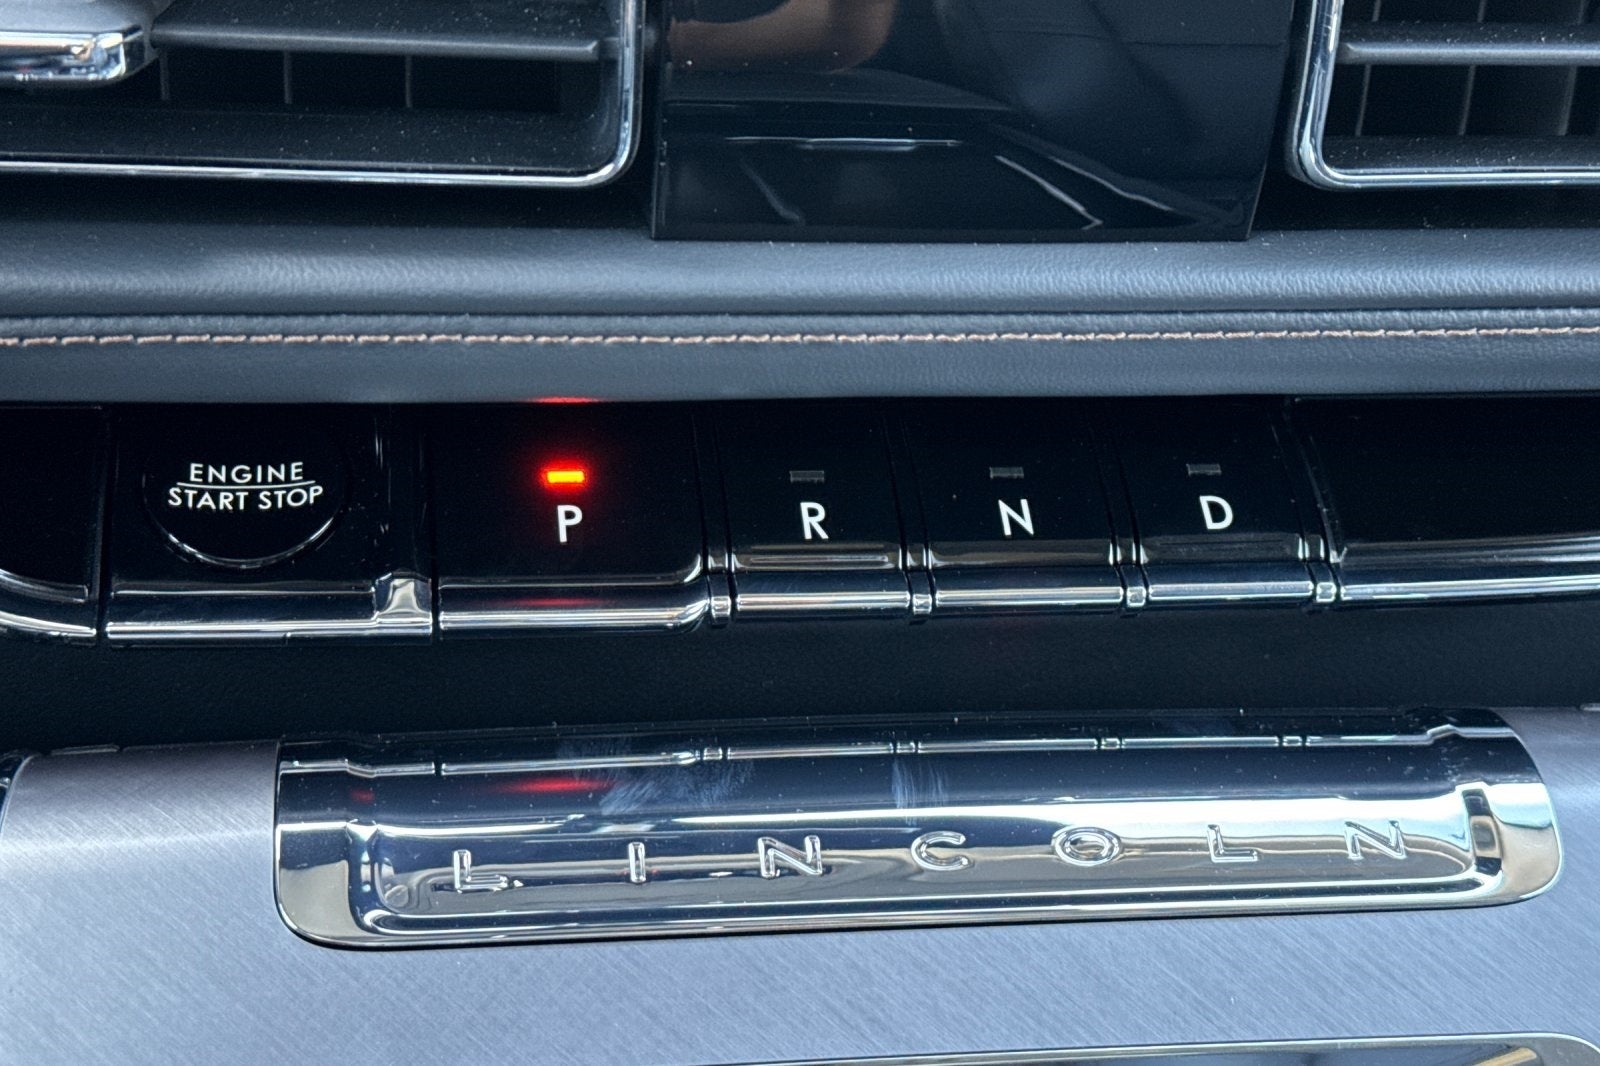 ENGINE
START STOP
P R N D
LINCOLN